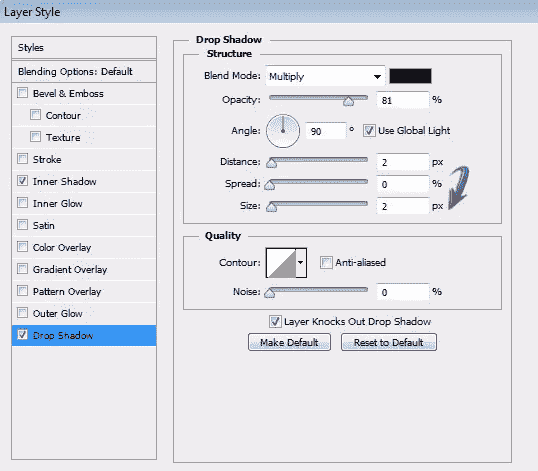 Layer Style
Styles
Blending Options: Default
Bevel & Emboss
Contour
Texture
Stroke
Inner Shadow
Inner Glow
Satin
Color Overlay
Gradient Overlay
Pattern Overlay
Outer Glow
Drop Shadow
Drop Shadow
Structure
Blend Mode: Multiply
Opacity: 81 %
Angle: 90 ° Use Global Light
Distance: 2 px
Spread: 0 %
Size: 2 px
Quality
Contour: Anti-aliased
Noise: 0 %
Layer Knocks Out Drop Shadow
Make Default Reset to Default